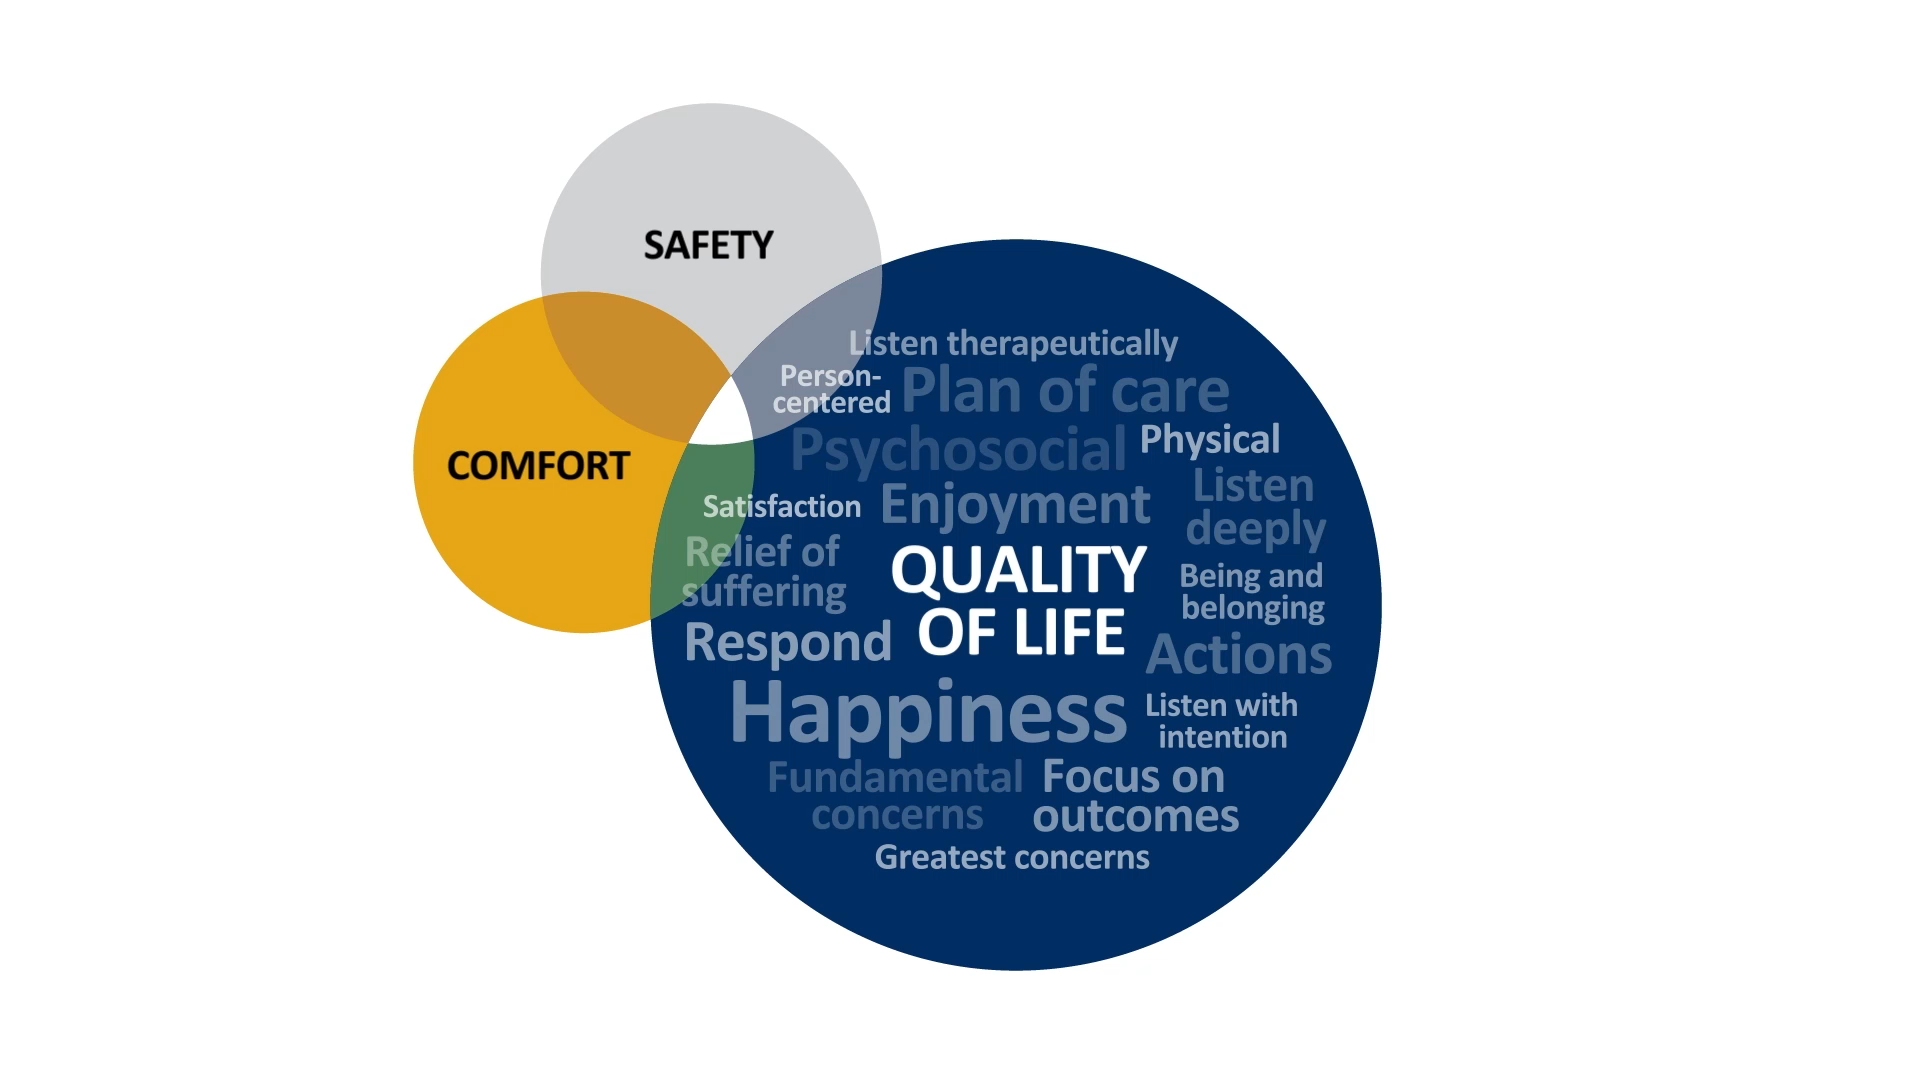 SAFETY
COMFORT
Listen therapeutically
Person-
centered
Plan of care
Psychosocial
Physical
Listen
deeply
Satisfaction
Enjoyment
Relief of
suffering
QUALITY
OF LIFE
Being and
belonging
Respond
Actions
Happiness
Listen with
intention
Fundamental
concerns
Focus on
outcomes
Greatest concerns